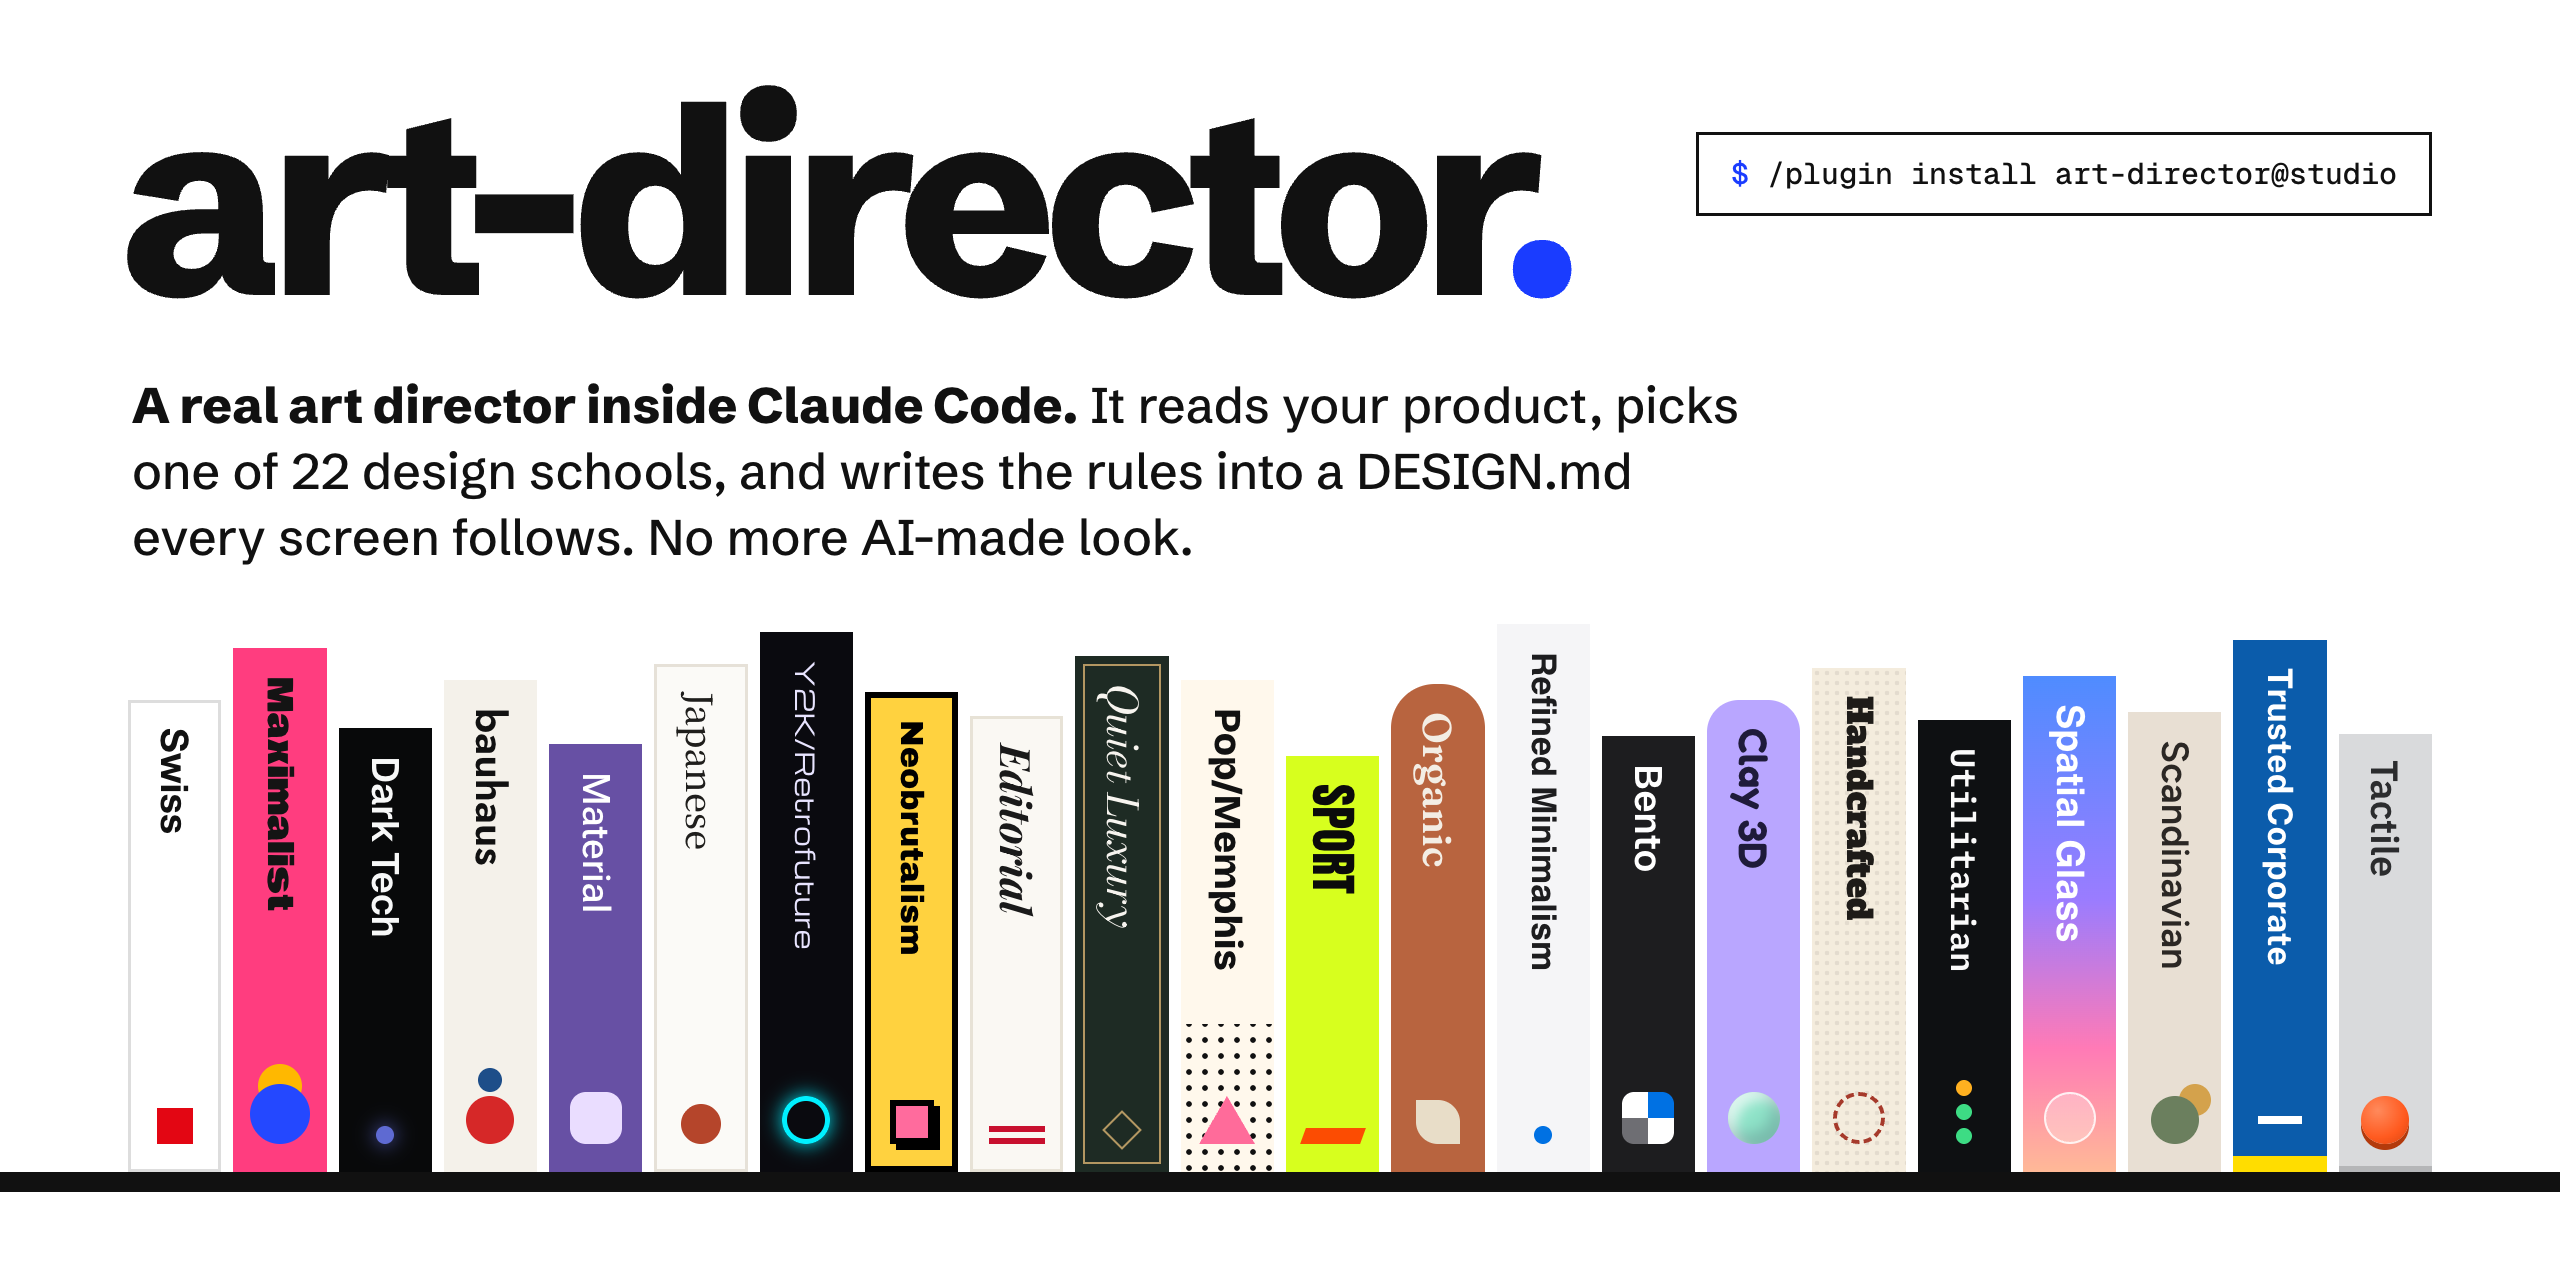 art-director.
$ /plugin install art-director@studio
A real art director inside Claude Code. It reads your product, picks
one of 22 design schools, and writes the rules into a DESIGN.md
every screen follows. No more AI-made look.
Swiss
Maximalist
Dark Tech
bauhaus
Material
Japanese
Y2K/Retrofuture
Neobrutalism
Editorial
Quiet Luxury
Pop/Memphis
SPORT
Organic
Refined Minimalism
Bento
Clay 3D
Handcrafted
Utilitarian
Spatial Glass
Scandinavian
Trusted Corporate
Tactile